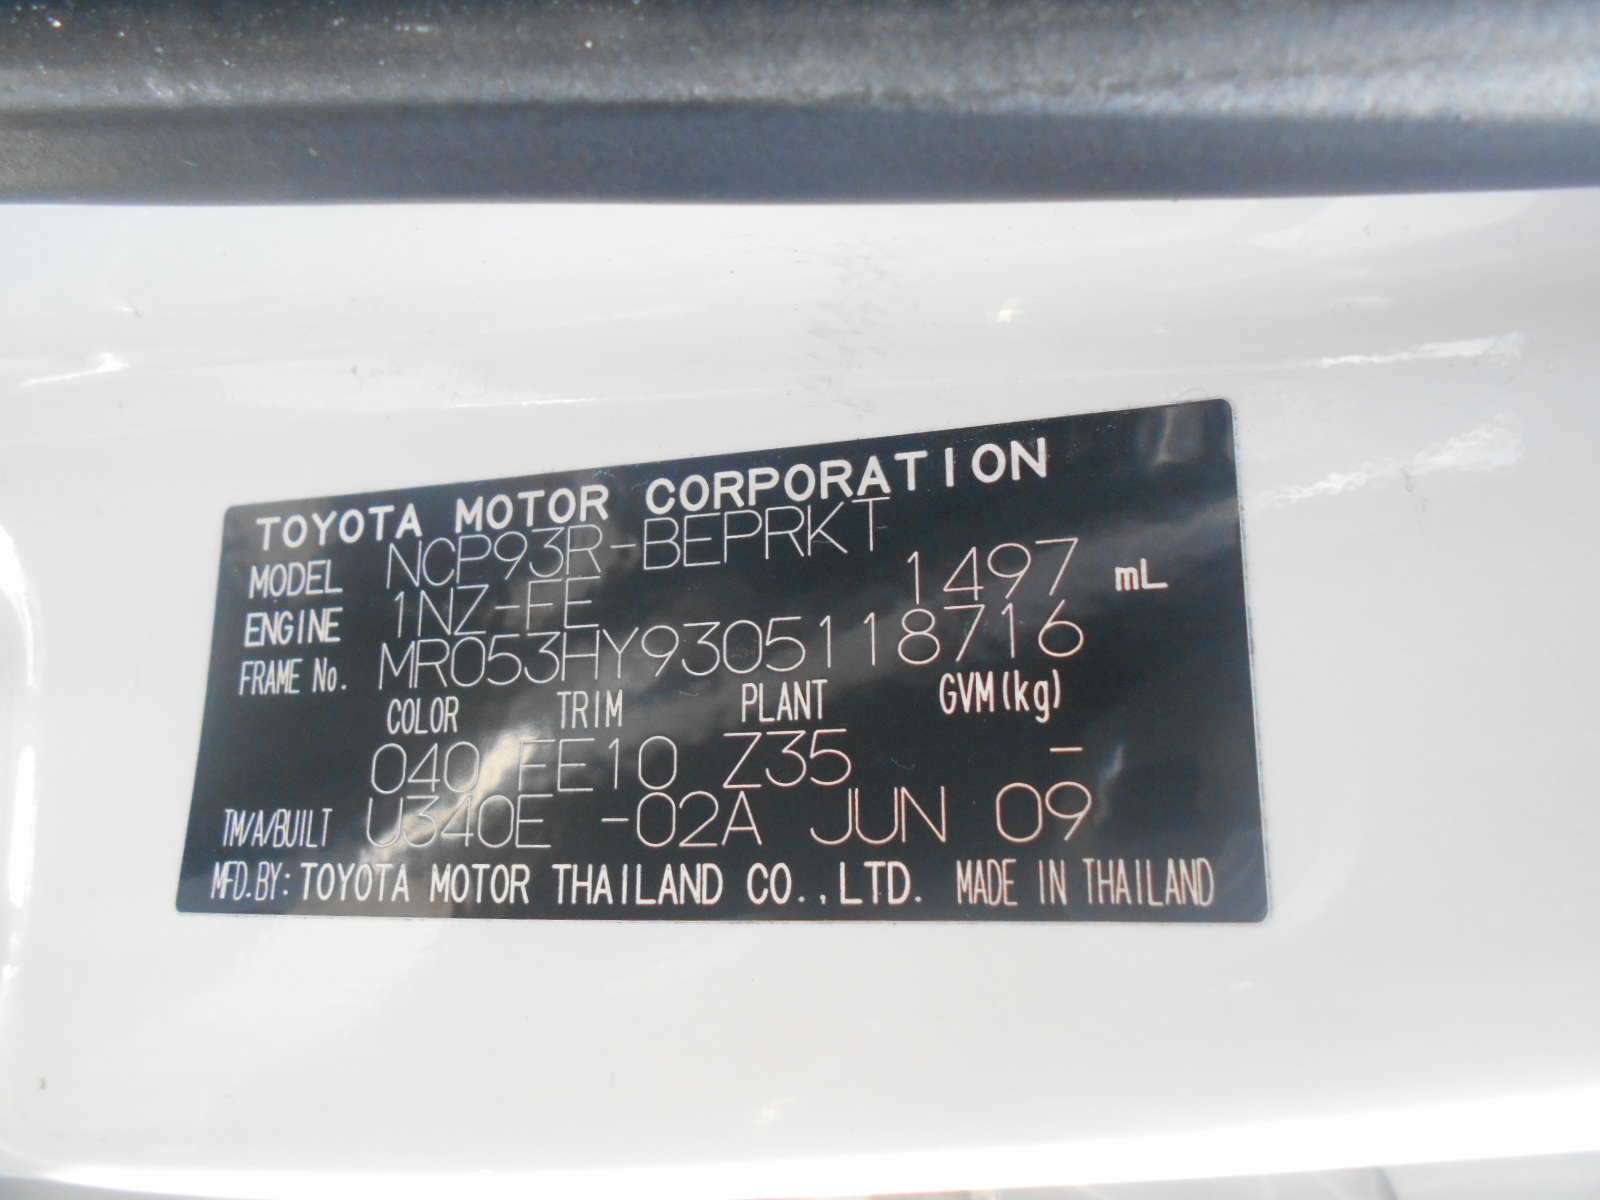 TOYOTA MOTOR CORPORATION
MODEL NCP93R-BEPRKT
ENGINE 1NZ-FE 1497 mL
FRAME No. MR053HY9305118716
COLOR TRIM PLANT GVM(kg)
040 FE10 Z35 -
TM/A/BUILT U340E -02A JUN 09
MFD.BY: TOYOTA MOTOR THAILAND CO.,LTD. MADE IN THAILAND